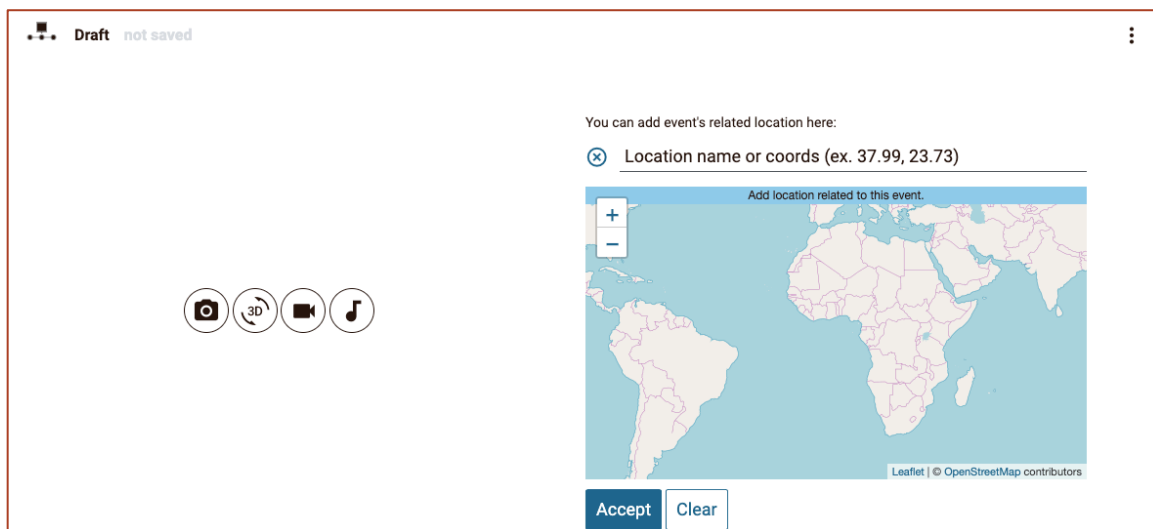 Draft not saved
You can add event's related location here:
Location name or coords (ex. 37.99, 23.73)
Add location related to this event.
+
−
3D
Leaflet | © OpenStreetMap contributors
Accept Clear